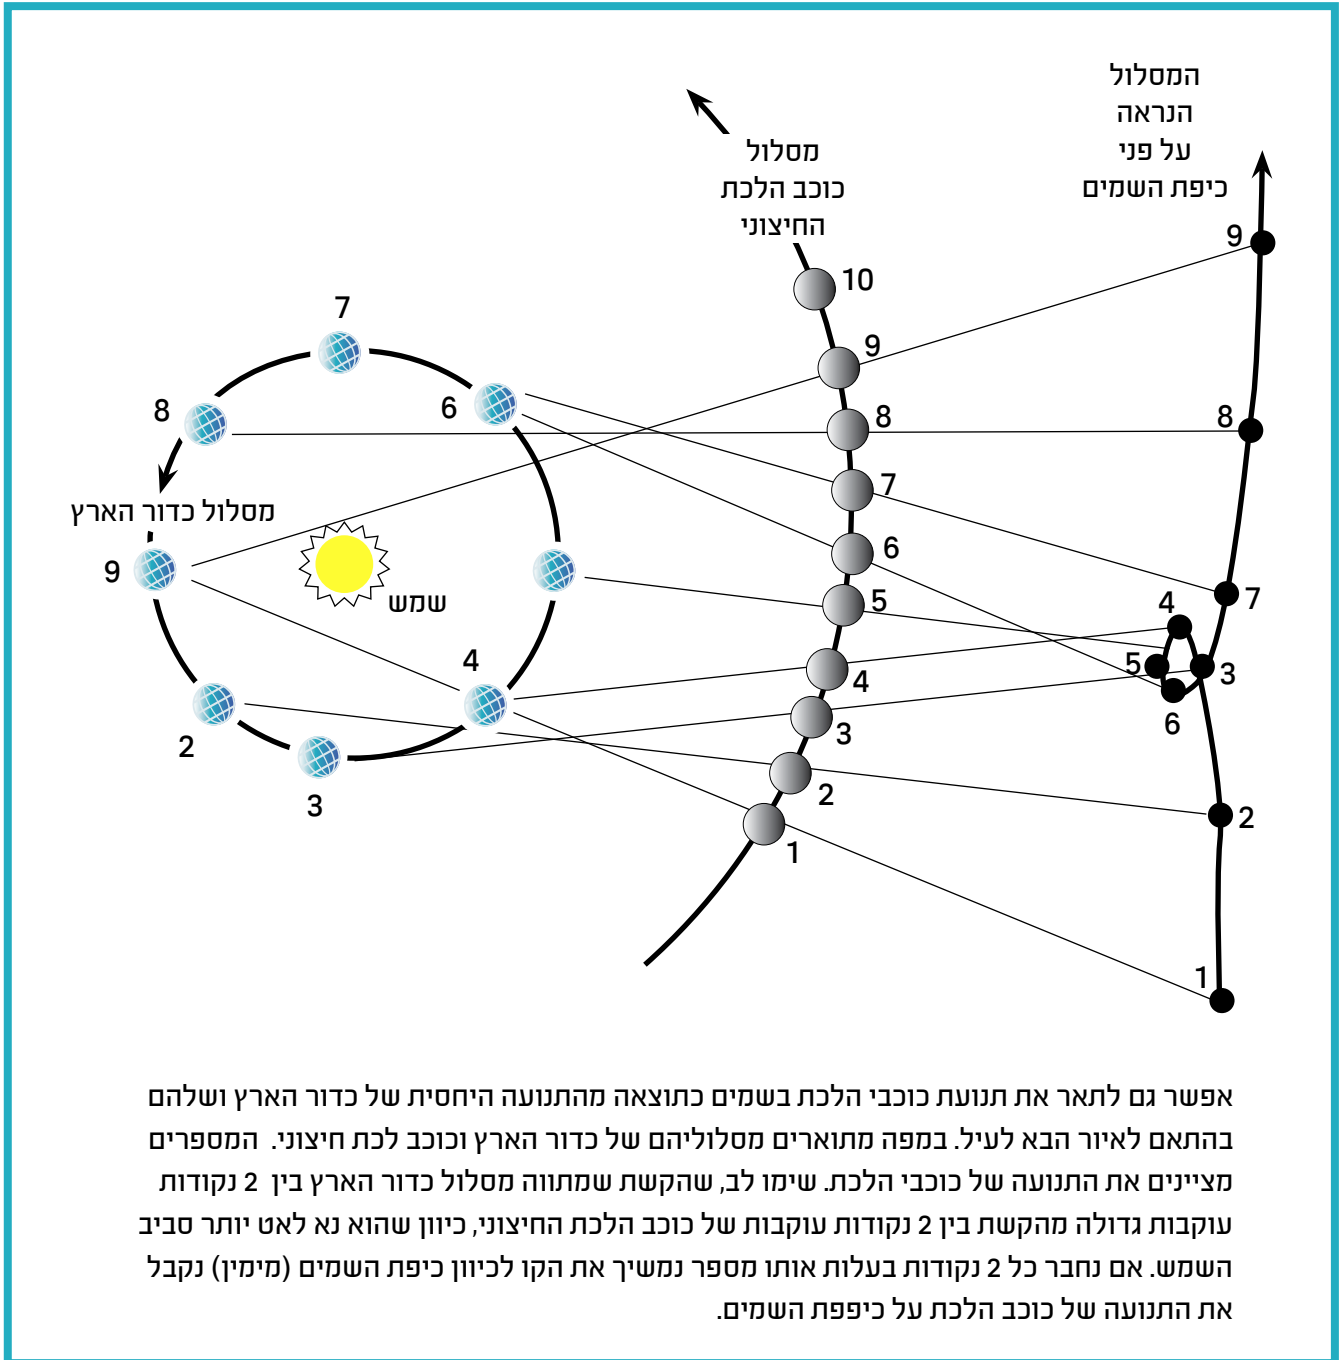 המסלול
הנראה
על פני
כיפת השמים
מסלול
כוכב הלכת
החיצוני
9
10
7
9
8
6
8
8
7
מסלול כדור הארץ
6
9
5
שמש
4
7
4
5
3
4
6
3
2
2
2
3
1
1
אפשר גם לתאר את תנועת כוכבי הלכת בשמים כתוצאה מהתנועה היחסית של כדור הארץ ושלהם
בהתאם לאיור הבא לעיל. במפה מתוארים מסלוליהם של כדור הארץ וכוכב לכת חיצוני. המספרים
מציינים את התנועה של כוכבי הלכת. שימו לב, שהקשת שמתווה מסלול כדור הארץ בין 2 נקודות
עוקבות גדולה מהקשת בין 2 נקודות עוקבות של כוכב הלכת החיצוני, כיוון שהוא נא לאט יותר סביב
השמש. אם נחבר כל 2 נקודות בעלות אותו מספר נמשיך את הקו לכיוון כיפת השמים (מימין) נקבל
את התנועה של כוכב הלכת על כיפפת השמים.